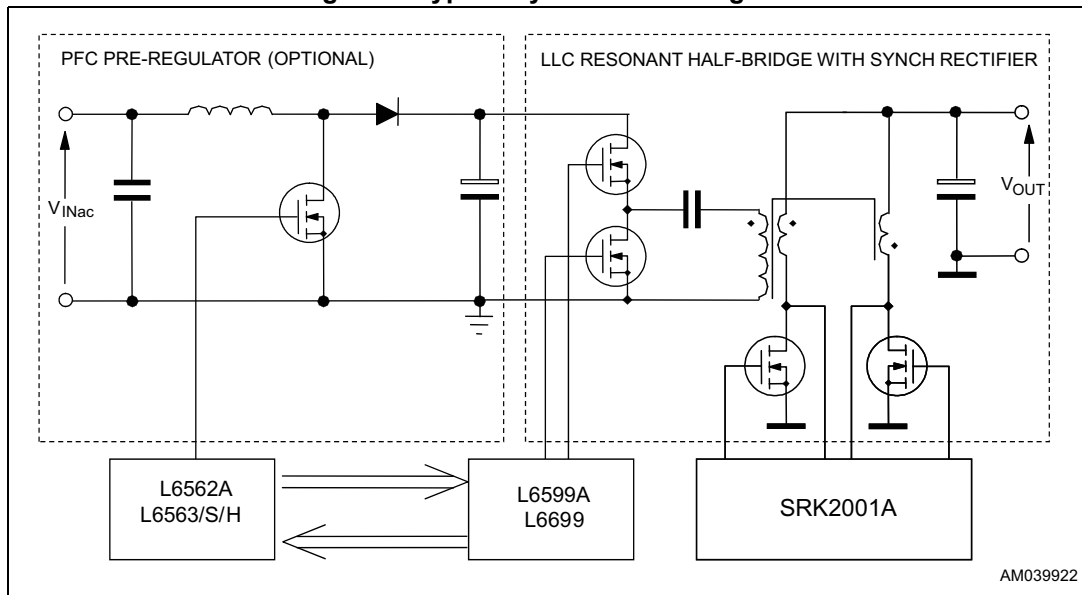 PFC PRE-REGULATOR (OPTIONAL)
LLC RESONANT HALF-BRIDGE WITH SYNCH RECTIFIER
VINac
VOUT
L6562A
L6563/S/H
L6599A
L6699
SRK2001A
AM039922